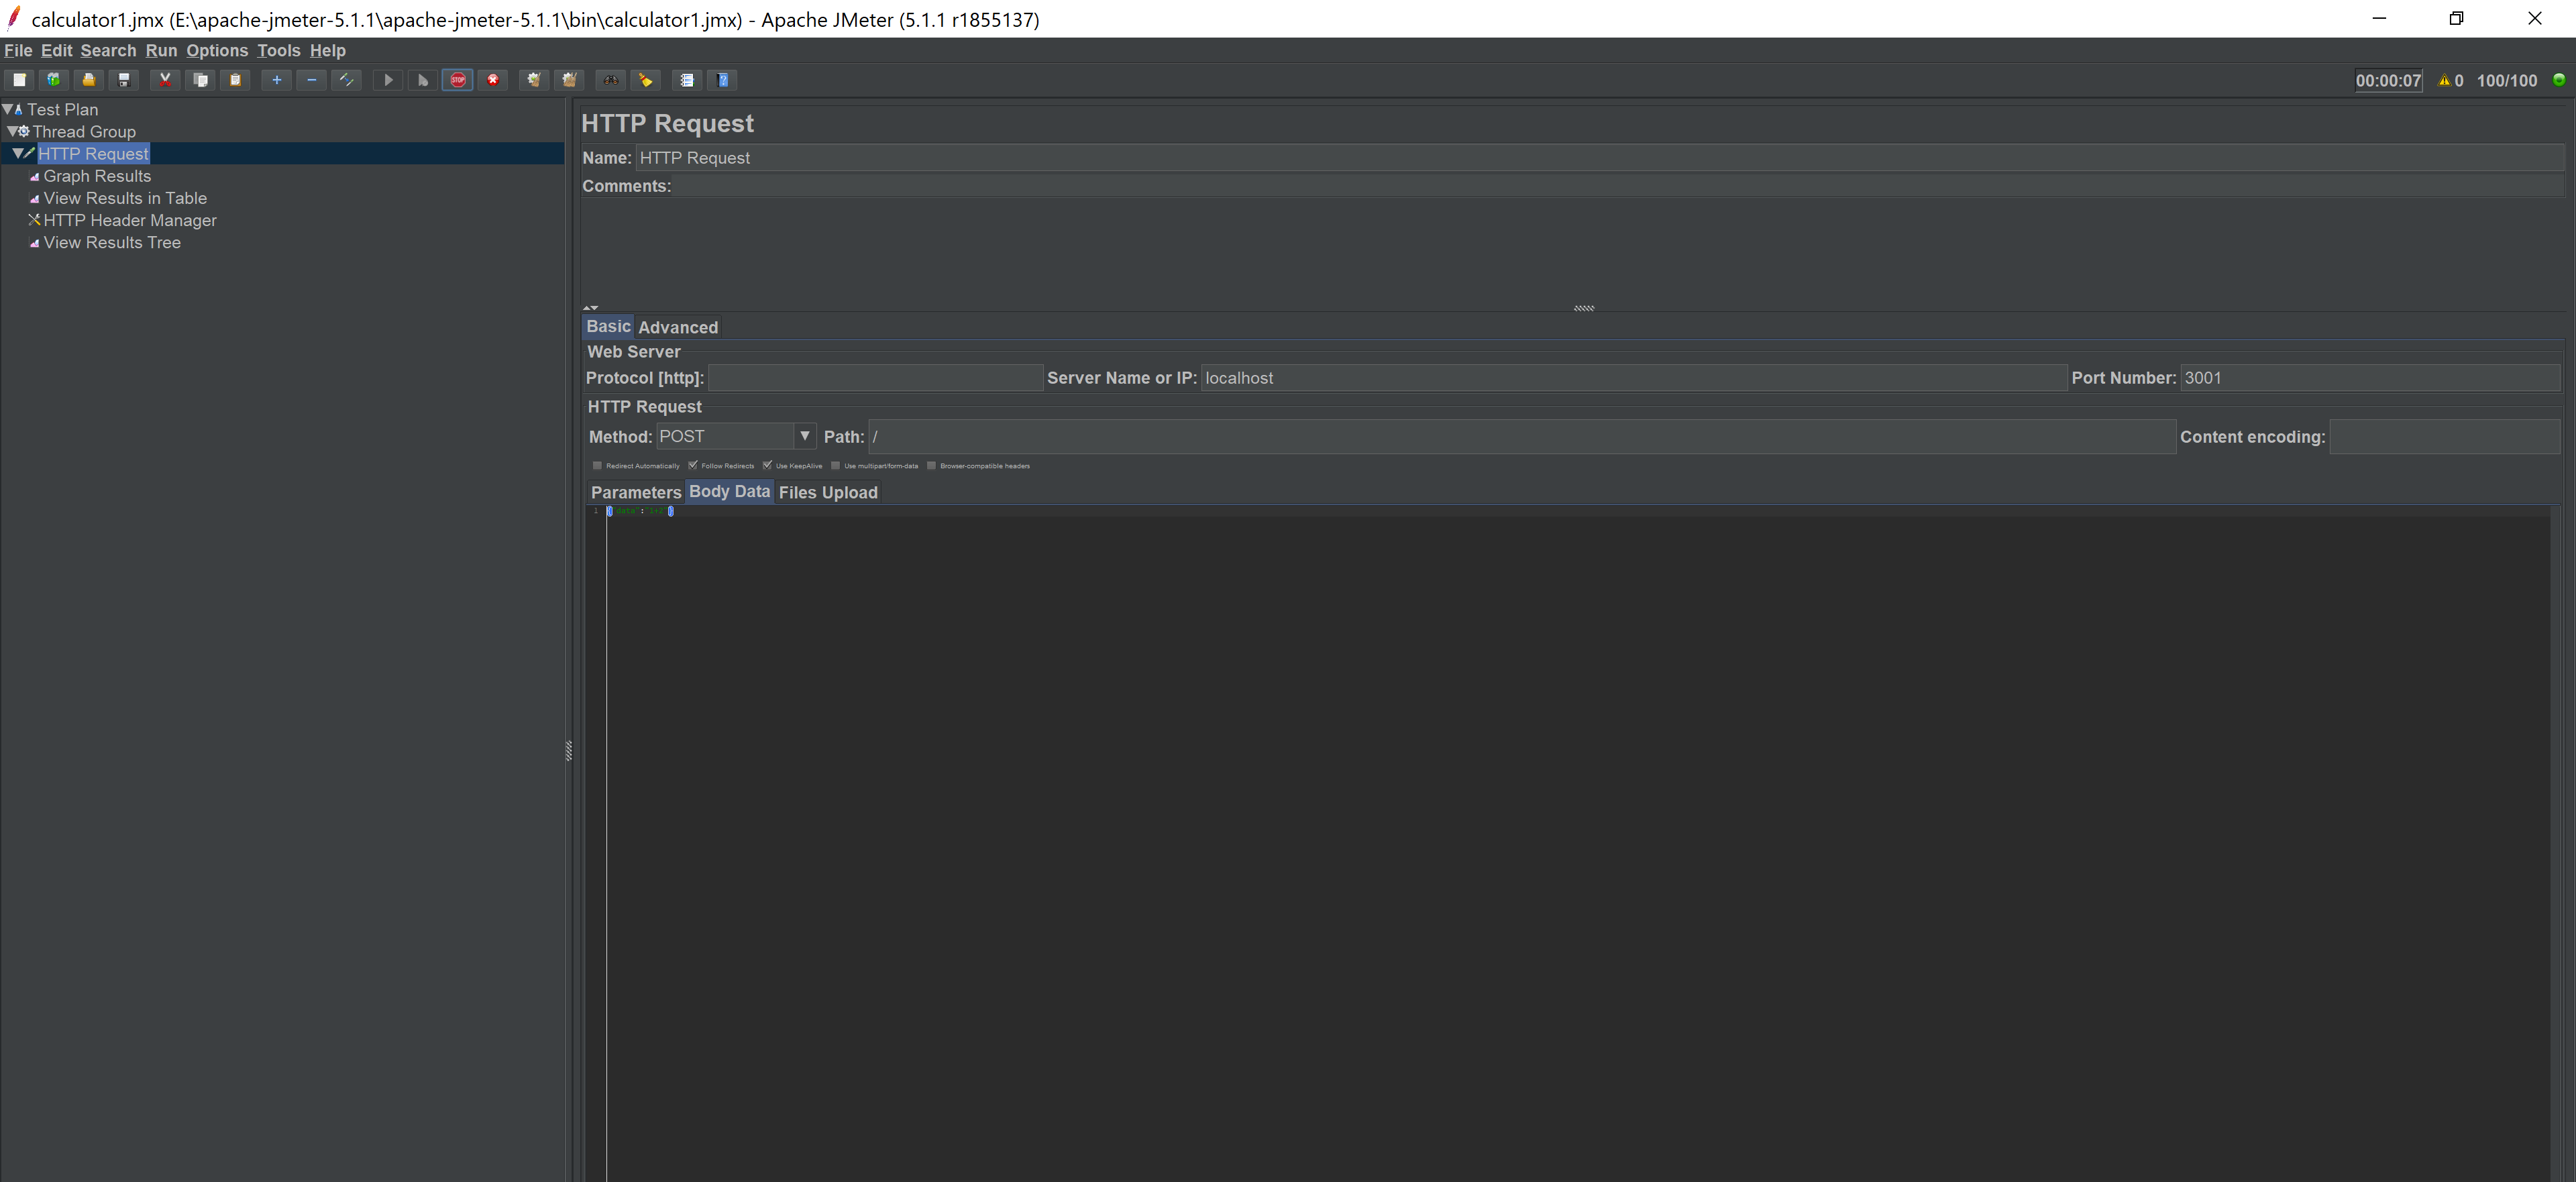 calculator1.jmx (E:\apache-jmeter-5.1.1\apache-jmeter-5.1.1\bin\calculator1.jmx) - Apache JMeter (5.1.1 r1855137)
File Edit Search Run Options Tools Help
STOP 00:00:07 0 100/100
Test Plan
Thread Group
HTTP Request
Graph Results
View Results in Table
HTTP Header Manager
View Results Tree
HTTP Request
Name: HTTP Request
Comments:
Basic Advanced
Web Server
Protocol [http]: Server Name or IP: localhost Port Number: 3001
HTTP Request
Method: POST Path: / Content encoding:
Redirect Automatically Follow Redirects Use KeepAlive Use multipart/form-data Browser-compatible headers
Parameters Body Data Files Upload
1 {"data":